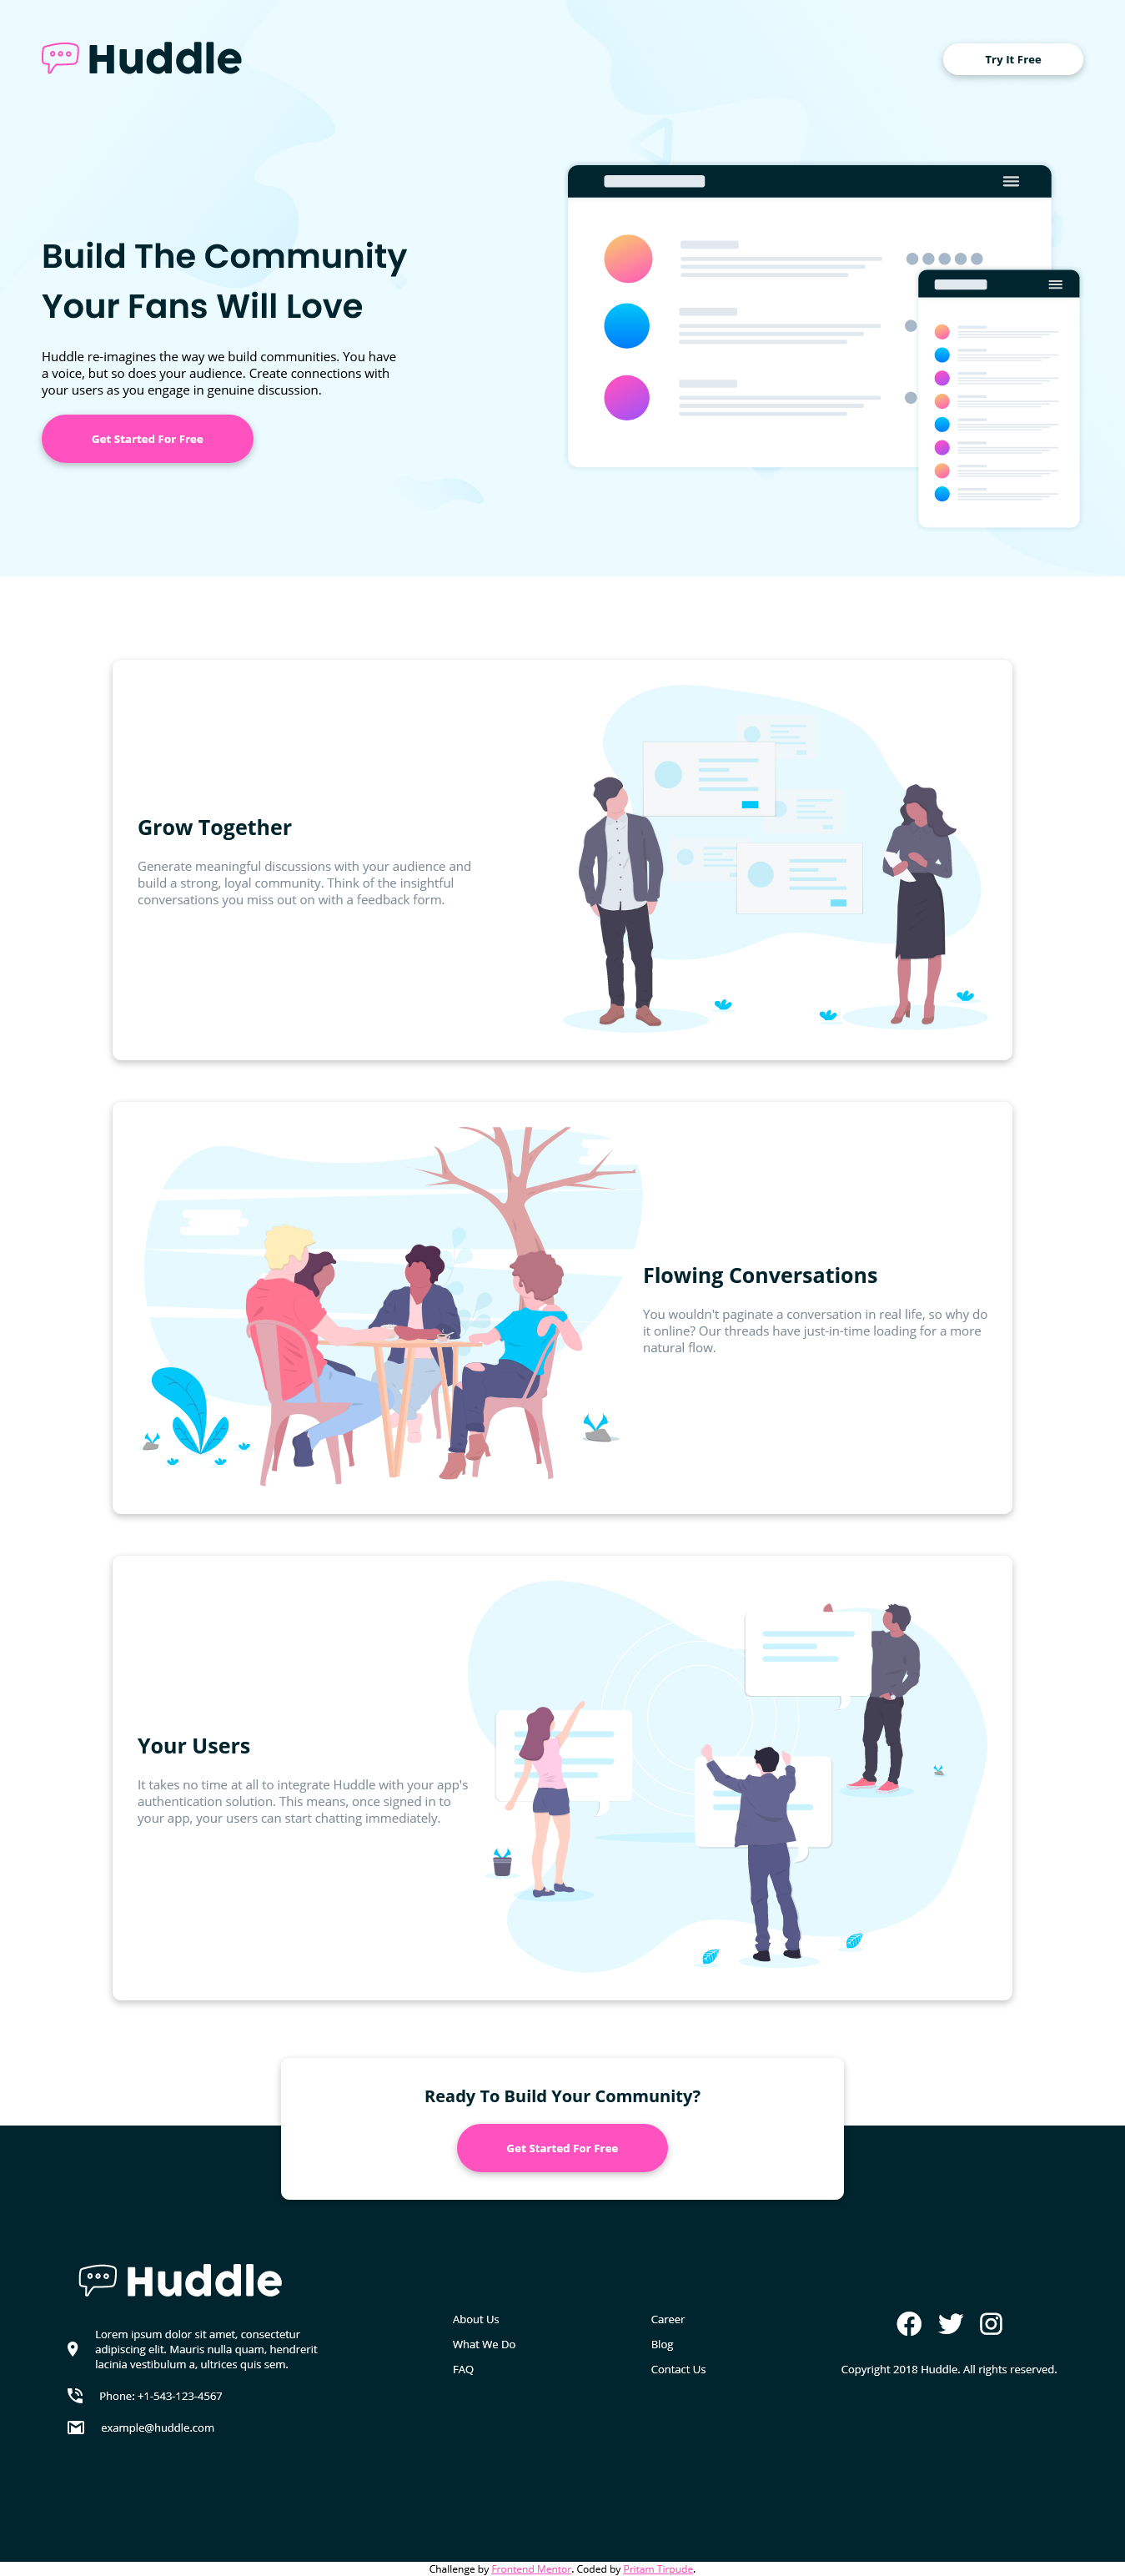 Huddle
Try It Free
Build The Community
Your Fans Will Love
Huddle re-imagines the way we build communities. You have
a voice, but so does your audience. Create connections with
your users as you engage in genuine discussion.
Get Started For Free
Grow Together
Generate meaningful discussions with your audience and
build a strong, loyal community. Think of the insightful
conversations you miss out on with a feedback form.
Flowing Conversations
You wouldn't paginate a conversation in real life, so why do
it online? Our threads have just-in-time loading for a more
natural flow.
Your Users
It takes no time at all to integrate Huddle with your app's
authentication solution. This means, once signed in to
your app, your users can start chatting immediately.
Ready To Build Your Community?
Get Started For Free
Huddle
Lorem ipsum dolor sit amet, consectetur
adipiscing elit. Mauris nulla quam, hendrerit
lacinia vestibulum a, ultrices quis sem.
Phone: +1-543-123-4567
example@huddle.com
About Us
What We Do
FAQ
Career
Blog
Contact Us
Copyright 2018 Huddle. All rights reserved.
Challenge by Frontend Mentor. Coded by Pritam Tirpude.